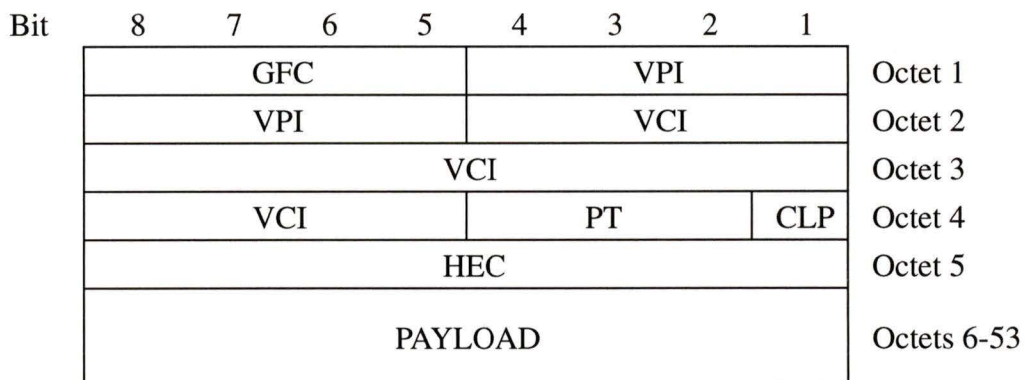 Bit 8 7 6 5 4 3 2 1
GFC VPI Octet 1
VPI VCI Octet 2
VCI Octet 3
VCI PT CLP Octet 4
HEC Octet 5
PAYLOAD Octets 6-53